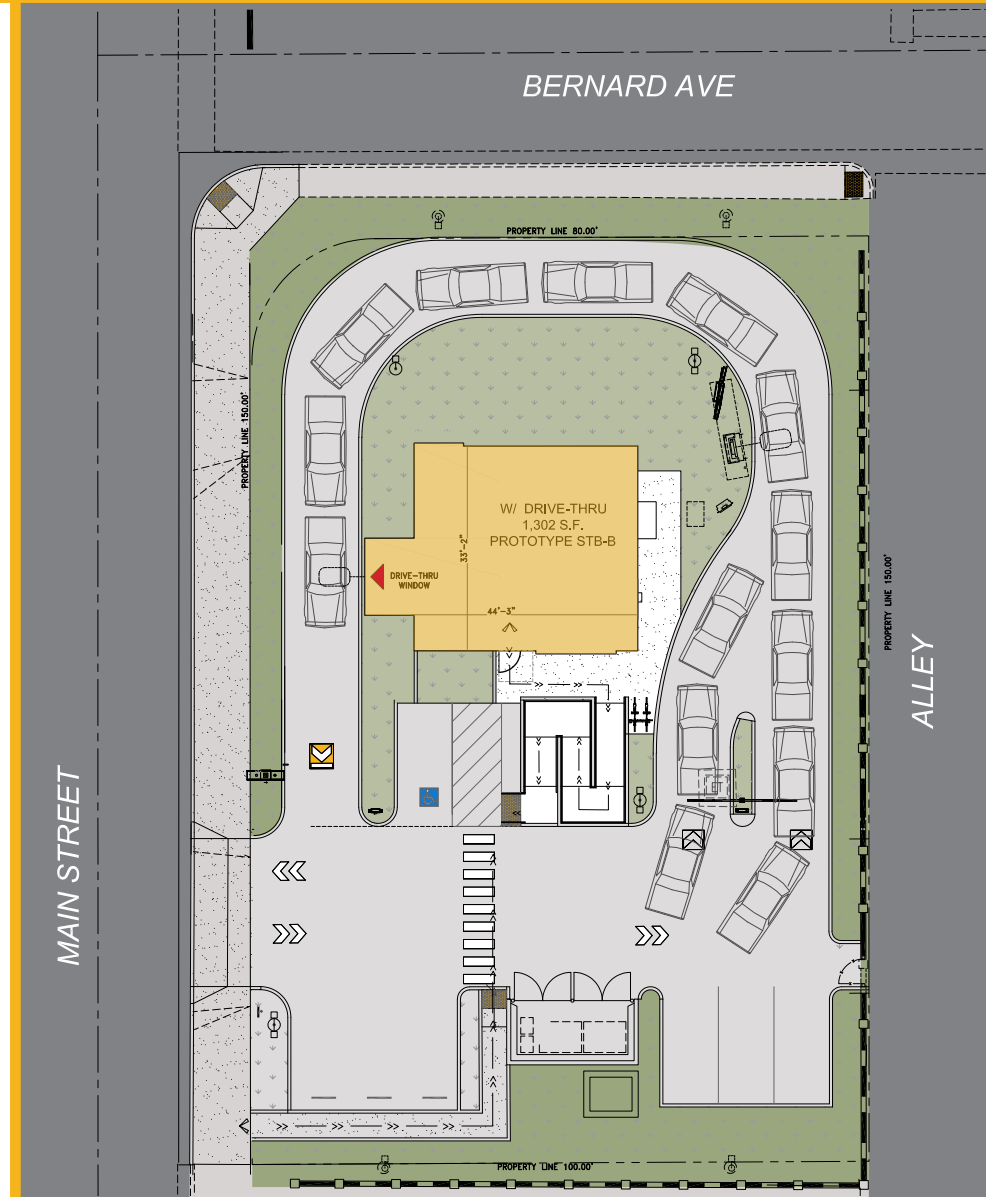 BERNARD AVE
PROPERTY LINE 80.00'
PROPERTY LINE 150.00'
W/ DRIVE-THRU
1,302 S.F.
PROTOTYPE STB-B
33'-2"
DRIVE-THRU
WINDOW
44'-3"
PROPERTY LINE 150.00'
ALLEY
MAIN STREET
PROPERTY LINE 100.00'